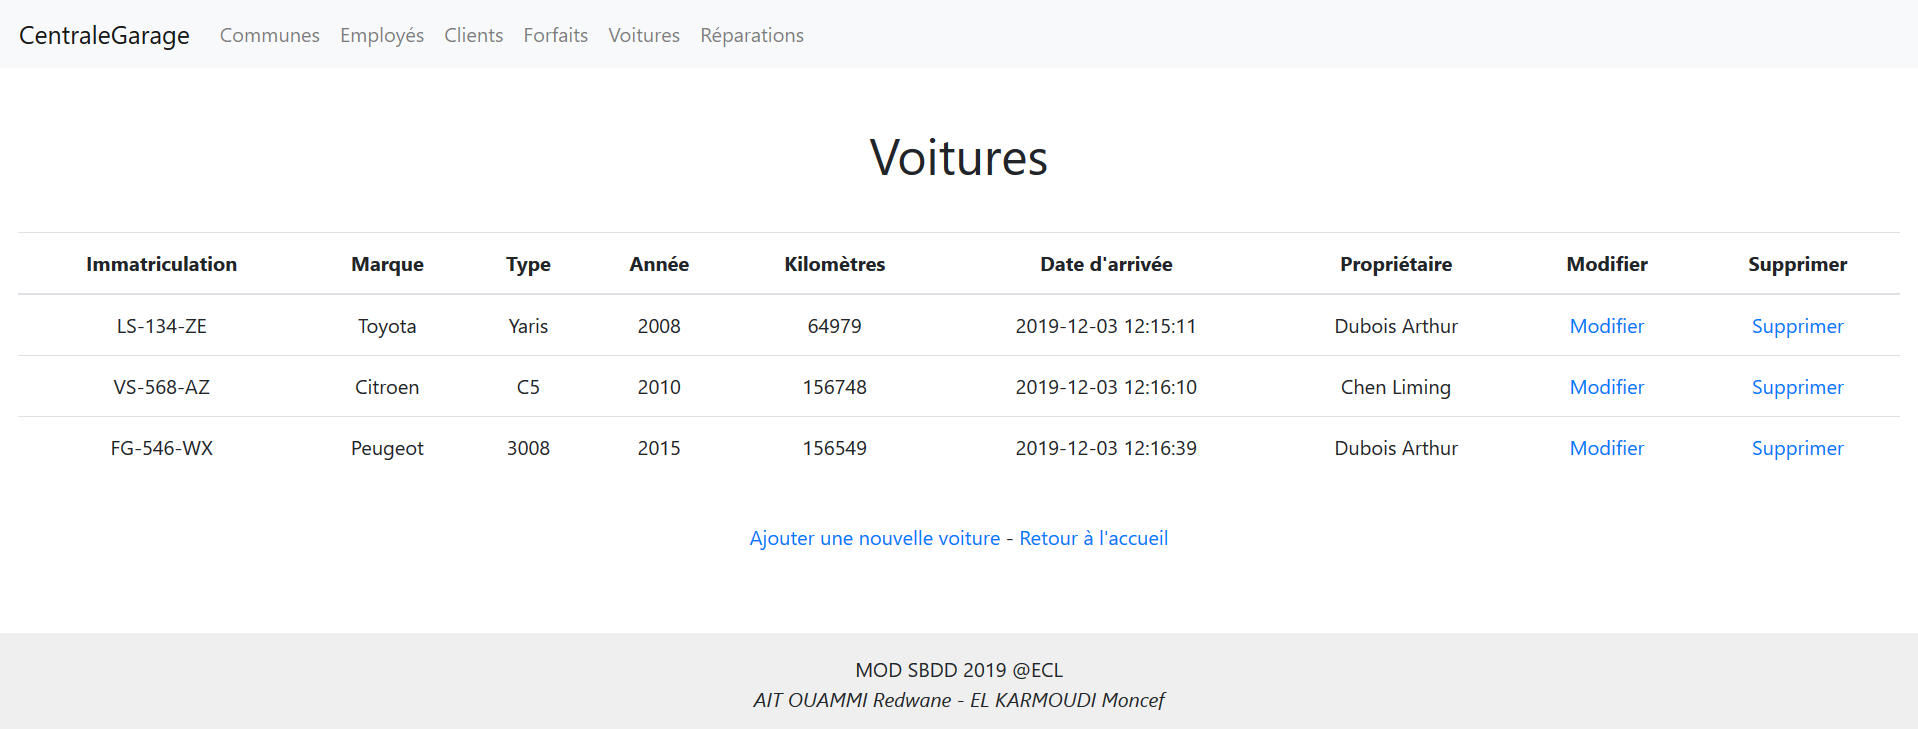 CentraleGarage Communes Employés Clients Forfaits Voitures Réparations
Voitures
Immatriculation Marque Type Année Kilomètres Date d'arrivée Propriétaire Modifier Supprimer
LS-134-ZE Toyota Yaris 2008 64979 2019-12-03 12:15:11 Dubois Arthur Modifier Supprimer
VS-568-AZ Citroen C5 2010 156748 2019-12-03 12:16:10 Chen Liming Modifier Supprimer
FG-546-WX Peugeot 3008 2015 156549 2019-12-03 12:16:39 Dubois Arthur Modifier Supprimer
Ajouter une nouvelle voiture - Retour à l'accueil
MOD SBDD 2019 @ECL
AIT OUAMMI Redwane - EL KARMOUDI Moncef